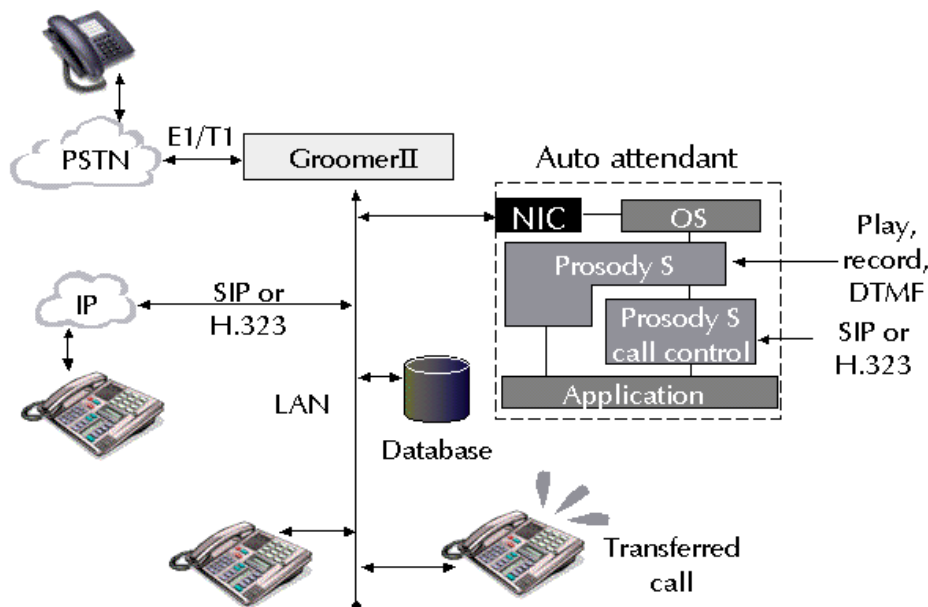 E1/T1
PSTN
GroomerII
Auto attendant
NIC
OS
Play,
record,
DTMF
Prosody S
IP
SIP or
H.323
Prosody S
call control
SIP or
H.323
LAN
Application
Database
Transferred
call